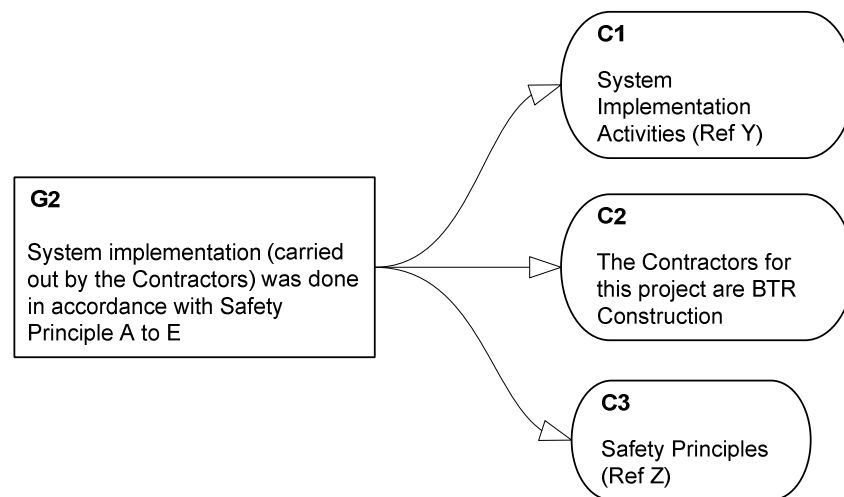 G2
System implementation (carried
out by the Contractors) was done
in accordance with Safety
Principle A to E
C1
System
Implementation
Activities (Ref Y)
C2
The Contractors for
this project are BTR
Construction
C3
Safety Principles
(Ref Z)